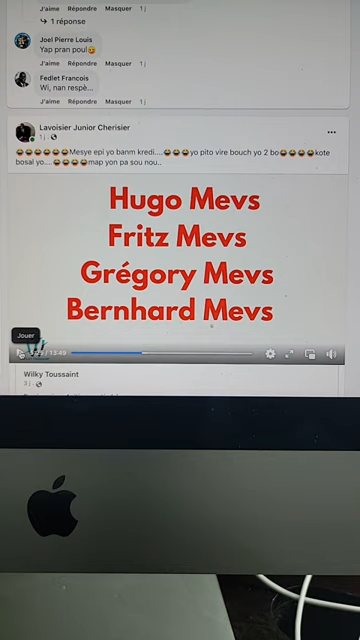 J'aime Répondre Masquer 1 j
1 réponse
Joel Pierre Louis
Yap pran poul😄
J'aime Répondre Masquer 1 j
Fedlet Francois
Wi, nan respè...
J'aime Répondre Masquer 1 j
Lavoisier Junior Cherisier
1 j ·
😂😂😂😂😂😂Mesye epi yo banm kredi....😂😂😂yo pito vire bouch yo 2 bo😂😂😂😂kote
bosal yo....😂😂😂😂map yon pa sou nou..
Hugo Mevs
Fritz Mevs
Grégory Mevs
Bernhard Mevs
Jouer
/ 13:49
Wilky Toussaint
3 j ·